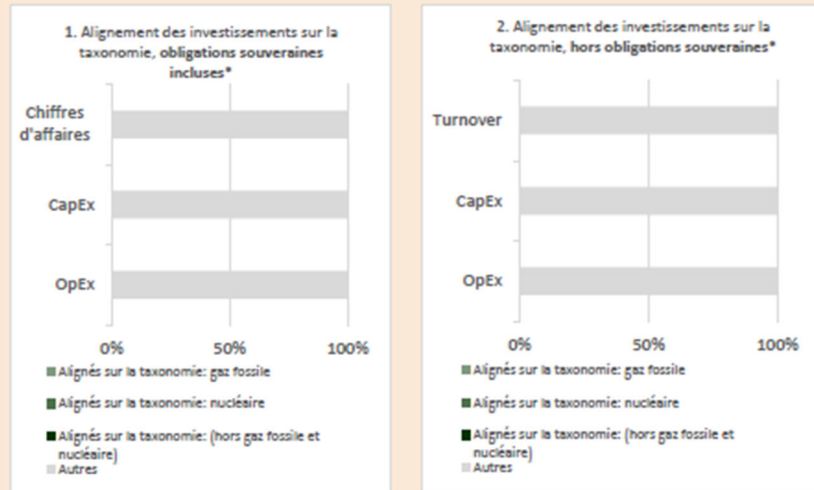 1. Alignement des investissements sur la
taxonomie, obligations souveraines
incluses*
Chiffres
d'affaires
CapEx
OpEx
0% 50% 100%
Alignés sur la taxonomie: gaz fossile
Alignés sur la taxonomie: nucléaire
Alignés sur la taxonomie: (hors gaz fossile et
nucléaire)
Autres
2. Alignement des investissements sur la
taxonomie, hors obligations souveraines*
Turnover
CapEx
OpEx
0% 50% 100%
Alignés sur la taxonomie: gaz fossile
Alignés sur la taxonomie: nucléaire
Alignés sur la taxonomie: (hors gaz fossile et
nucléaire)
Autres